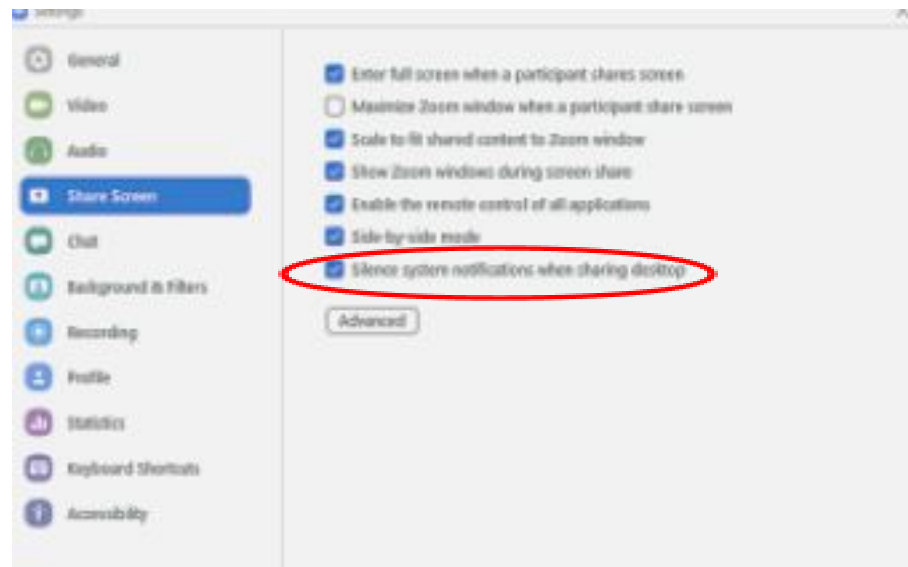 Settings
General
Video
Audio
Share Screen
Chat
Background & Filters
Recording
Profile
Statistics
Keyboard Shortcuts
Accessibility
Enter full screen when a participant shares screen
Maximize Zoom window when a participant share screen
Scale to fit shared content to Zoom window
Show Zoom windows during screen share
Enable the remote control of all applications
Side-by-side mode
Silence system notifications when sharing desktop
Advanced